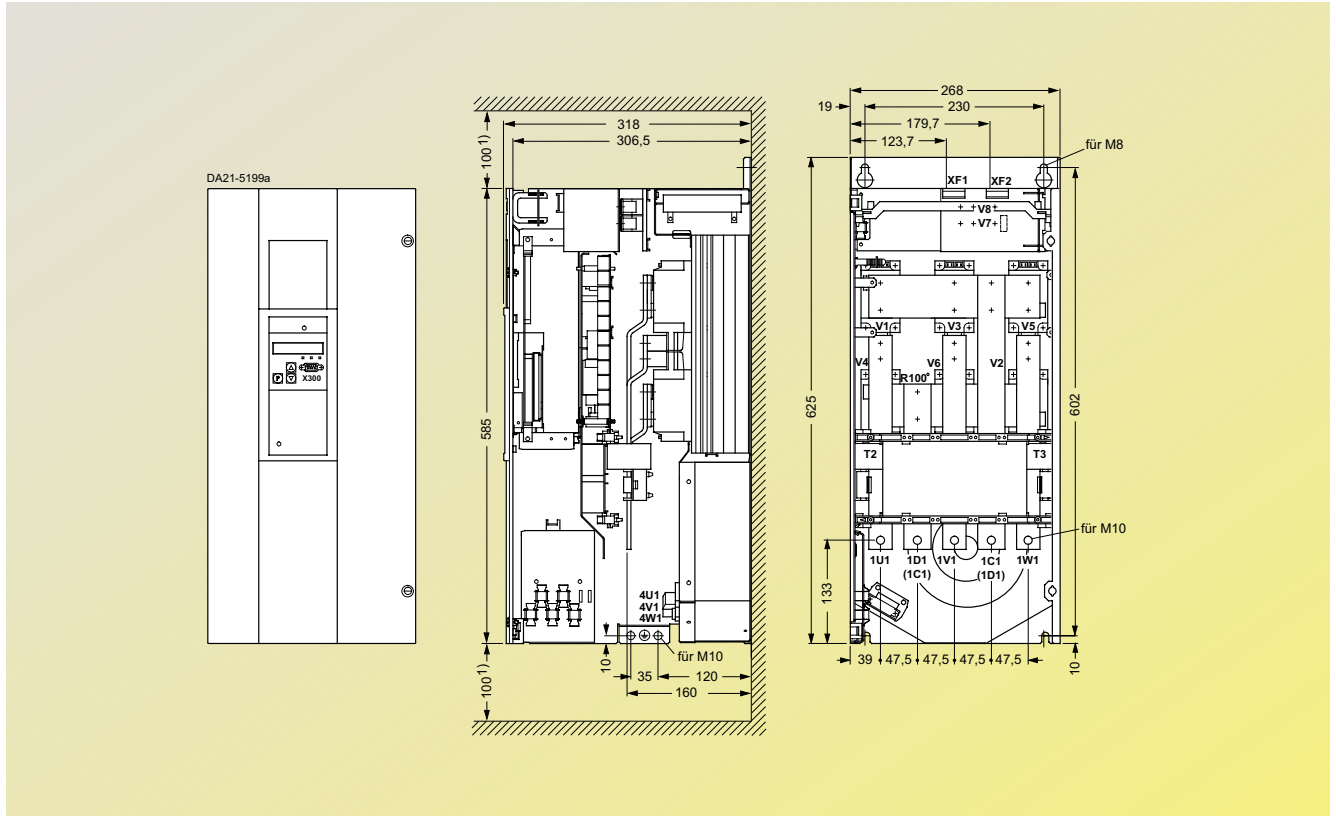 DA21-5199a
X300
P
100 1)
318
306,5
585
4U1
4V1
4W1
für M10
10
35
120
160
100 1)
268
19
230
179,7
123,7
für M8
XF1
XF2
V8
V7
V1
V3
V5
V4
V6
V2
R100
625
602
T2
T3
für M10
1U1
1D1
1V1
1C1
1W1
(1C1)
(1D1)
133
39
47,5
47,5
47,5
47,5
10